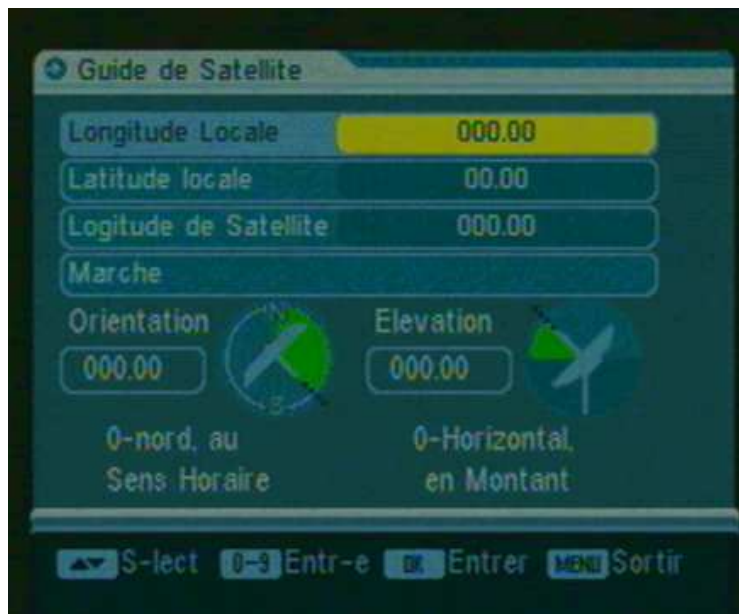 Guide de Satellite
Longitude Locale 000.00
Latitude locale 00.00
Logitude de Satellite 000.00
Marche
Orientation Elevation
N
S
000.00 000.00
0-nord, au 0-Horizontal,
Sens Horaire en Montant
S-lect 0-9 Entr-e OK Entrer MENU Sortir